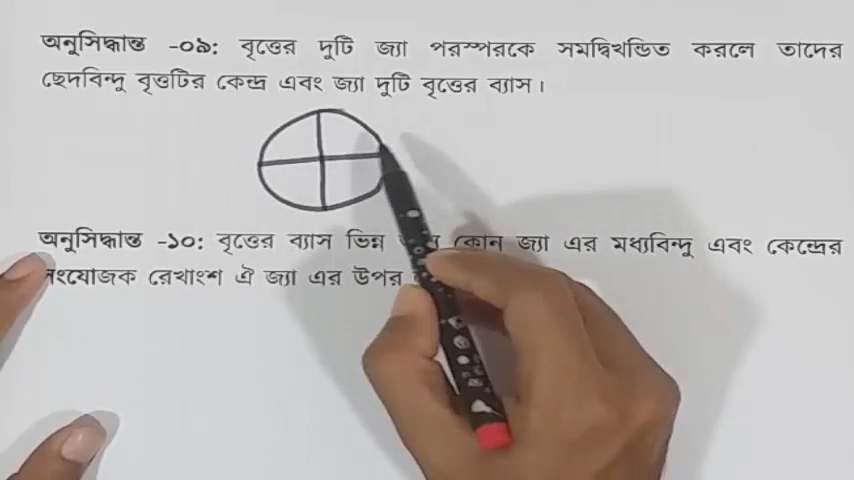 অনুসিদ্ধান্ত -০৯: বৃত্তের দুটি জ্যা পরস্পরকে সমদ্বিখন্ডিত করলে তাদের
ছেদবিন্দু বৃত্তটির কেন্দ্র এবং জ্যা দুটি বৃত্তের ব্যাস।
অনুসিদ্ধান্ত -১০: বৃত্তের ব্যাস ভিন্ন কোন জ্যা এর মধ্যবিন্দু এবং কেন্দ্রের
সংযোজক রেখাংশ ঐ জ্যা এর উপর